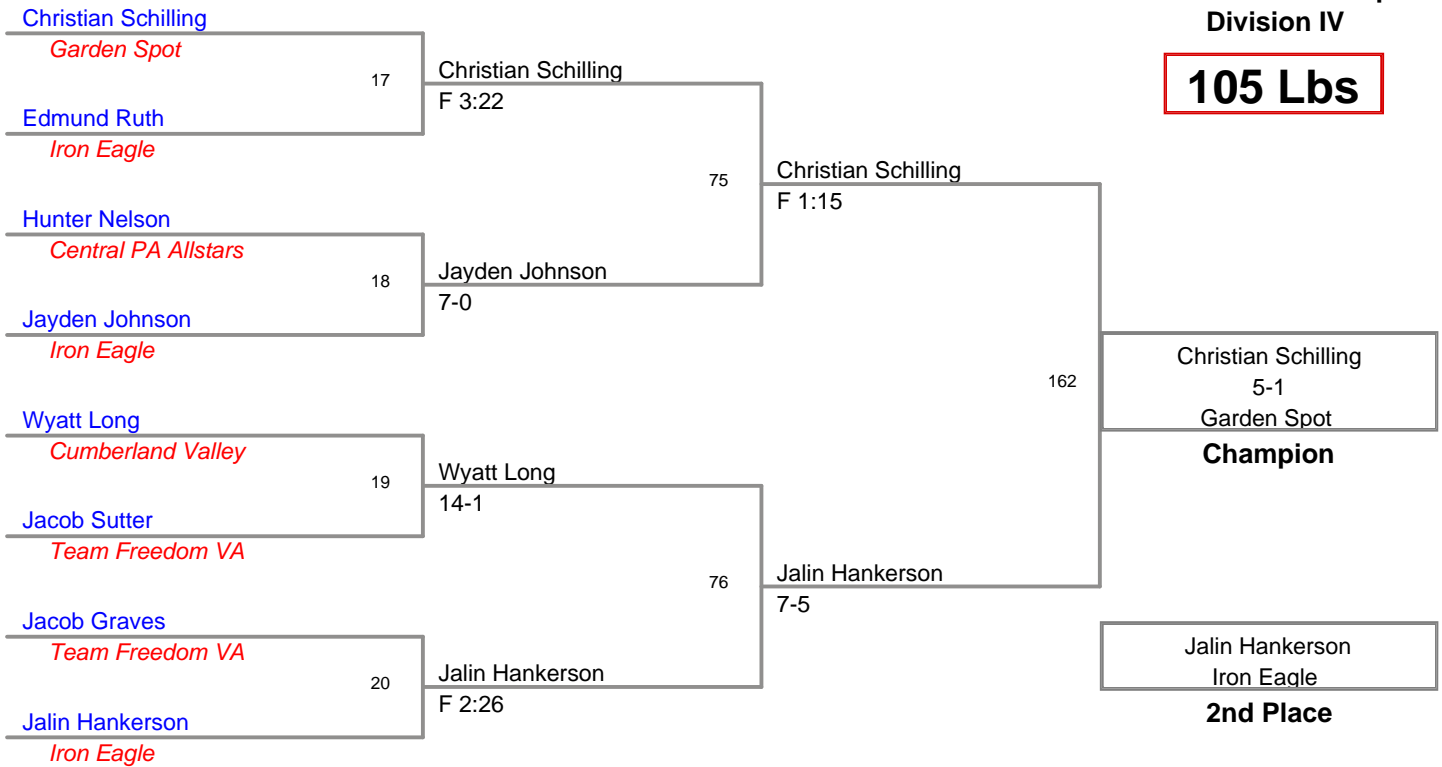 Division IV
105 Lbs
Christian Schilling
Garden Spot
17
Christian Schilling
F 3:22
Edmund Ruth
Iron Eagle
75
Christian Schilling
F 1:15
Hunter Nelson
Central PA Allstars
18
Jayden Johnson
7-0
Jayden Johnson
Iron Eagle
162
Christian Schilling
5-1
Garden Spot
Champion
Wyatt Long
Cumberland Valley
19
Wyatt Long
14-1
Jacob Sutter
Team Freedom VA
76
Jalin Hankerson
7-5
Jacob Graves
Team Freedom VA
20
Jalin Hankerson
F 2:26
Jalin Hankerson
Iron Eagle
Jalin Hankerson
Iron Eagle
2nd Place